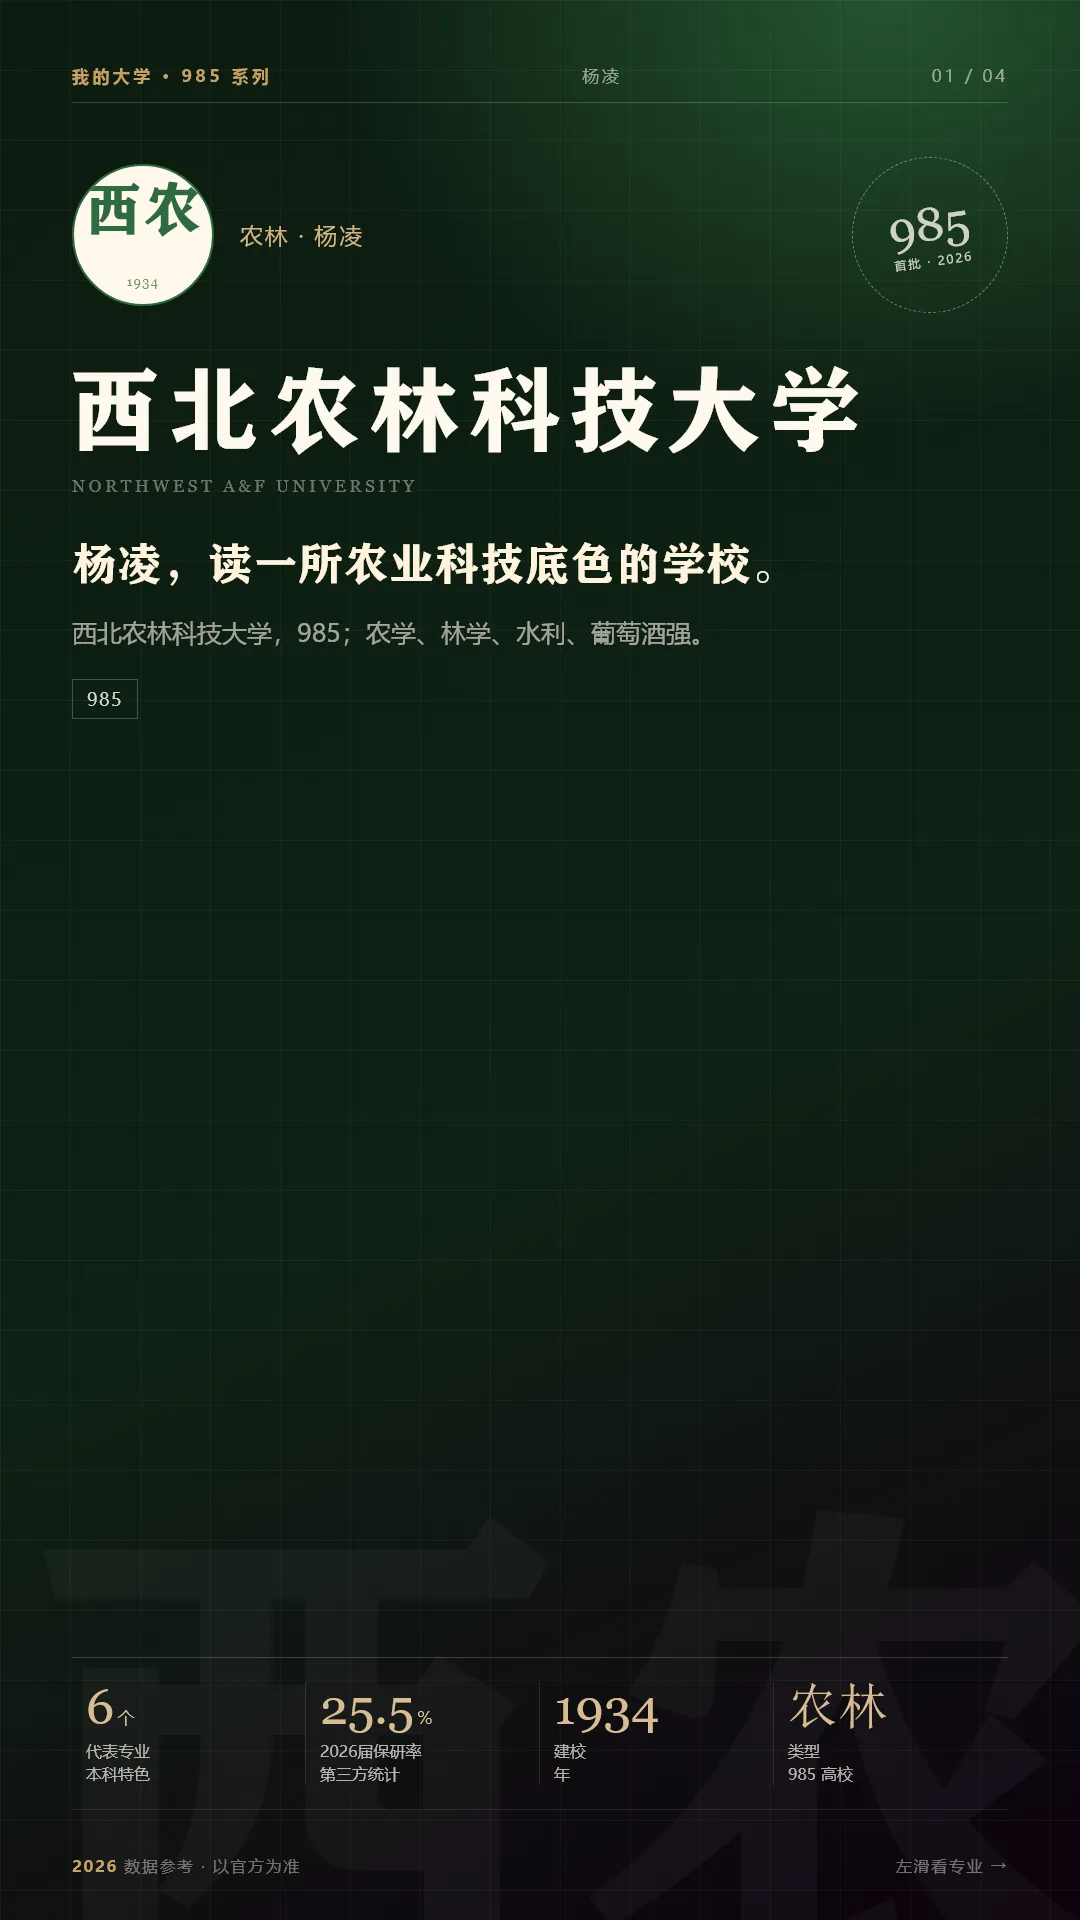 我的大学 · 985 系列
杨凌
01 / 04
西农
1934
农林 · 杨凌
985
首批 · 2026
西北农林科技大学
NORTHWEST A&F UNIVERSITY
杨凌，读一所农业科技底色的学校。
西北农林科技大学，985；农学、林学、水利、葡萄酒强。
985
西农
6个
代表专业
本科特色
25.5%
2026届保研率
第三方统计
1934
建校
年
农林
类型
985 高校
2026 数据参考 · 以官方为准
左滑看专业 →